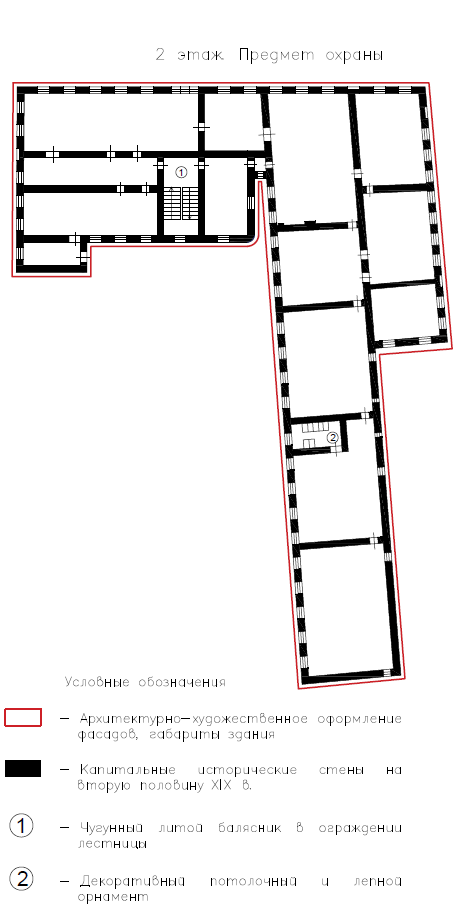 2 этаж. Предмет охраны
1
2
Условные обозначения
— Архитектурно—художественное оформление
фасадов, габариты здания
— Капитальные исторические стены на
вторую половину XIX в.
1 — Чугунный литой балясник в ограждении
лестницы
2 — Декоративный потолочный и лепной
орнамент